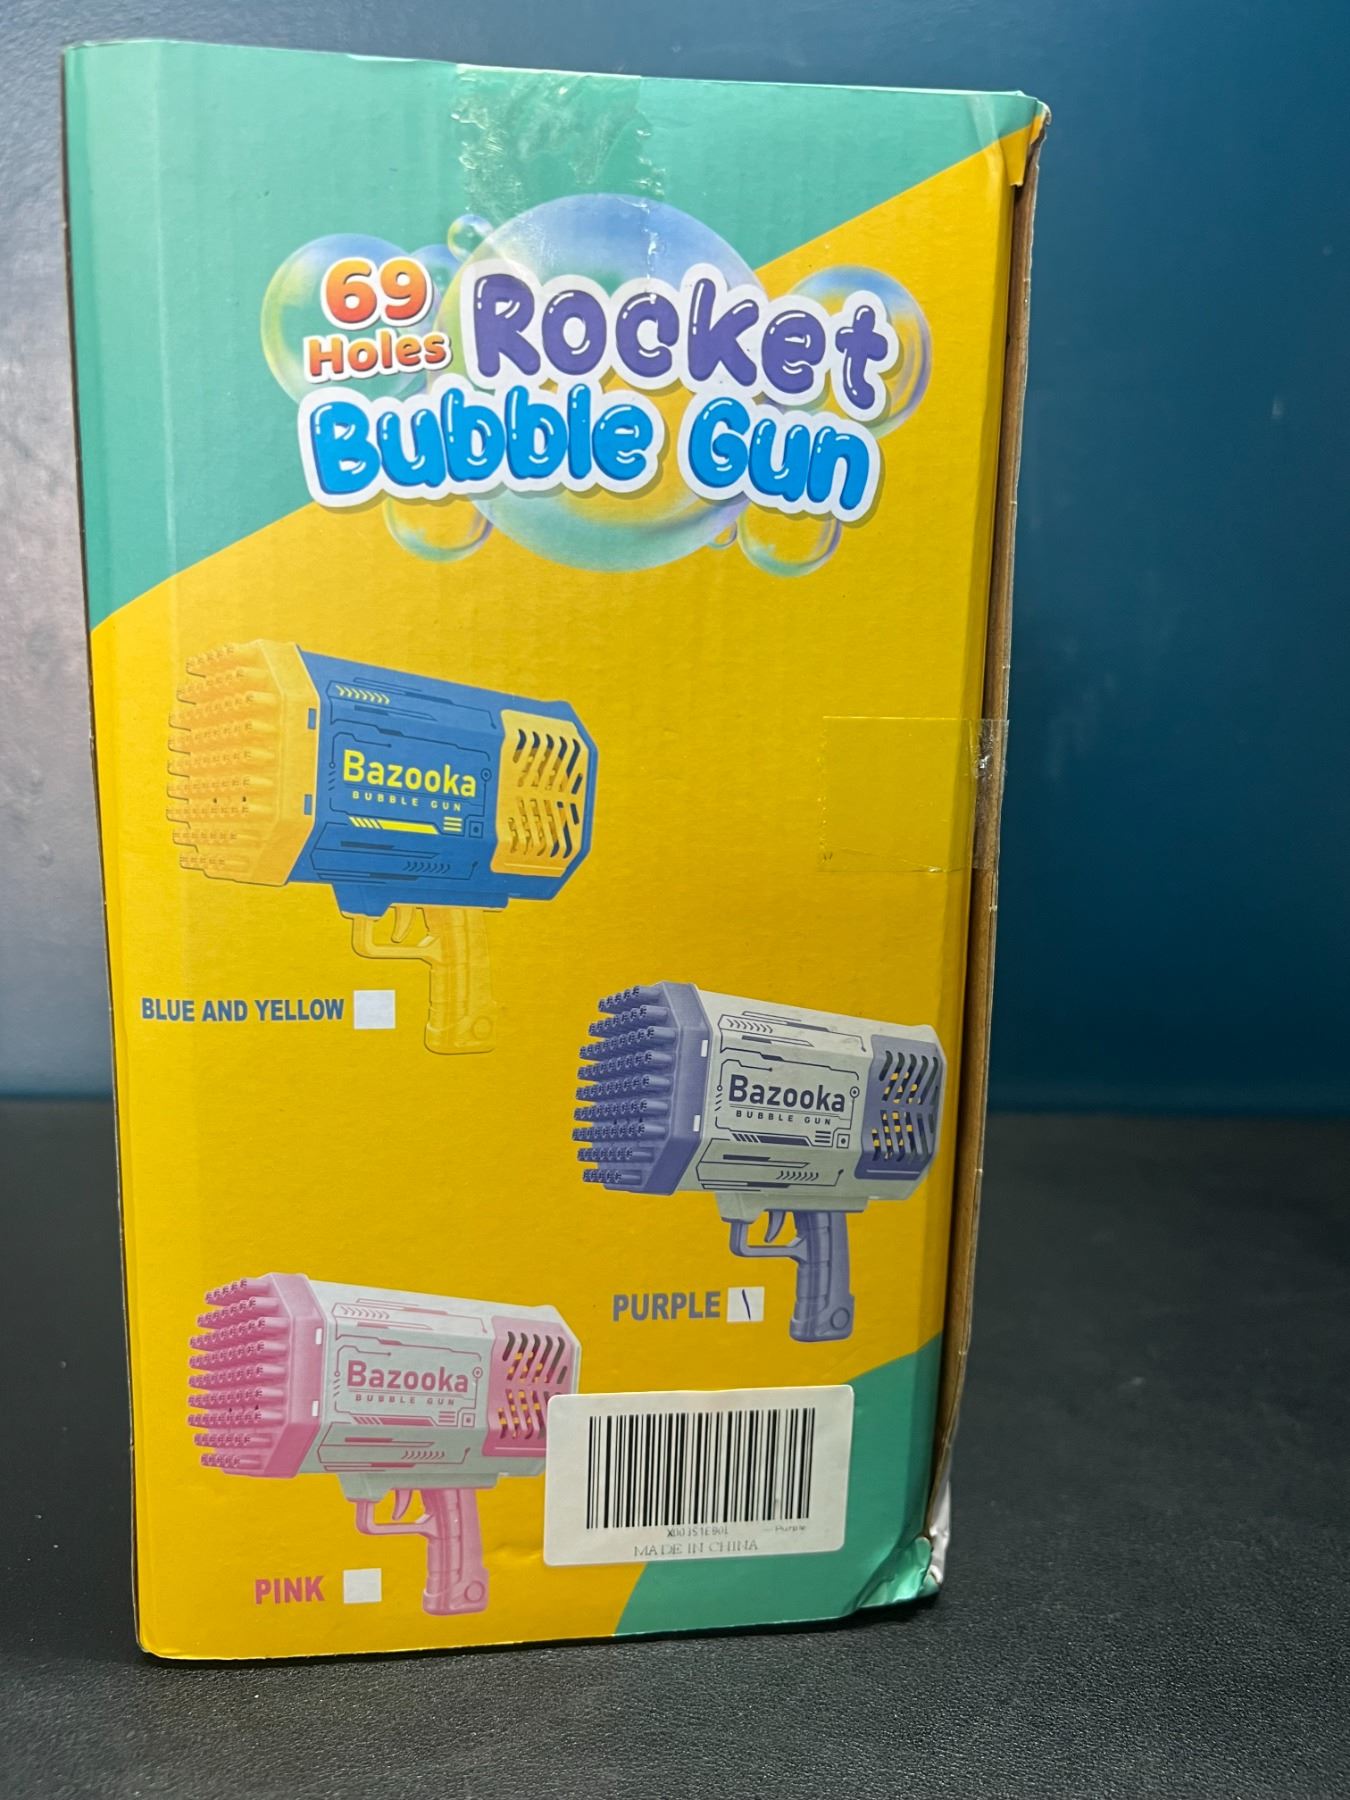 69
Holes
Rocket
Bubble Gun
Bazooka
BUBBLE GUN
BLUE AND YELLOW
Bazooka
BUBBLE GUN
PURPLE
Bazooka
BUBBLE GUN
PINK
Purple
MADE IN CHINA